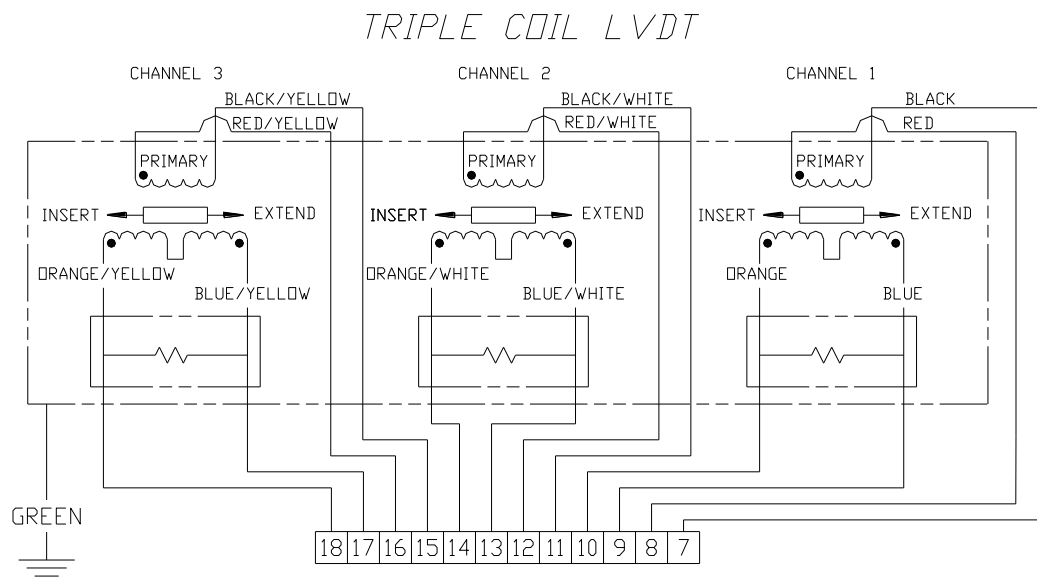 TRIPLE COIL LVDT
CHANNEL 3
CHANNEL 2
CHANNEL 1
BLACK/YELLOW
BLACK/WHITE
BLACK
RED/YELLOW
RED/WHITE
RED
PRIMARY
PRIMARY
PRIMARY
INSERT
EXTEND
INSERT
EXTEND
INSERT
EXTEND
ORANGE/YELLOW
ORANGE/WHITE
ORANGE
BLUE/YELLOW
BLUE/WHITE
BLUE
GREEN
18 17 16 15 14 13 12 11 10 9 8 7